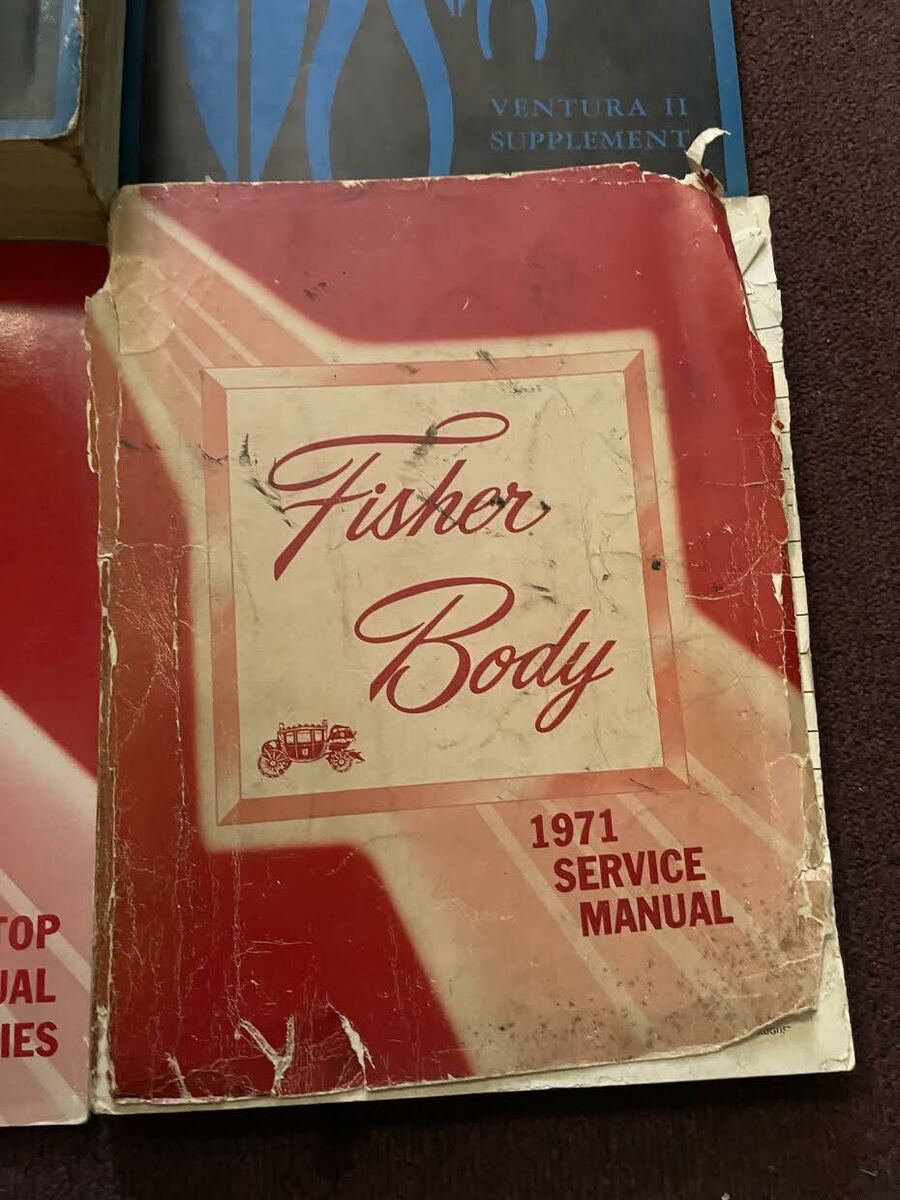 VENTURA II
SUPPLEMENT
Fisher
Body
1971
SERVICE
MANUAL
TOP
UAL
IES